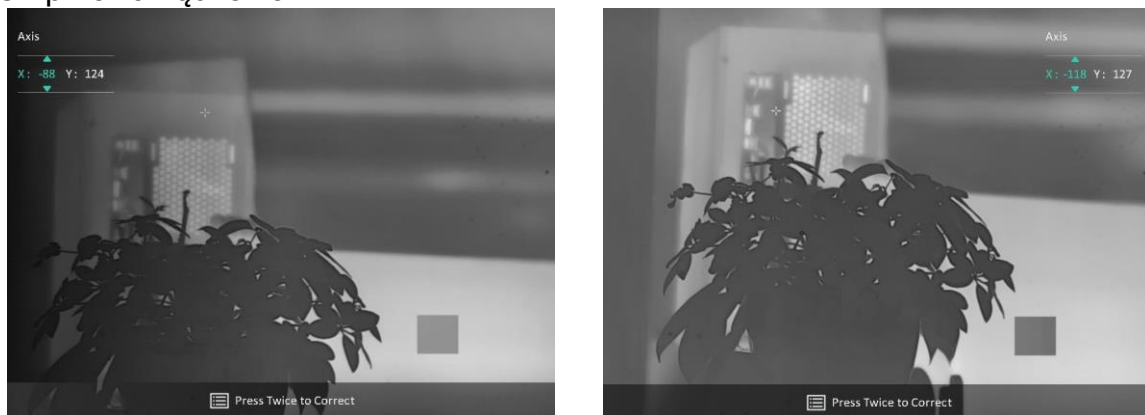 Axis
X: -88 Y: 124
Press Twice to Correct
Axis
X: -118 Y: 127
Press Twice to Correct